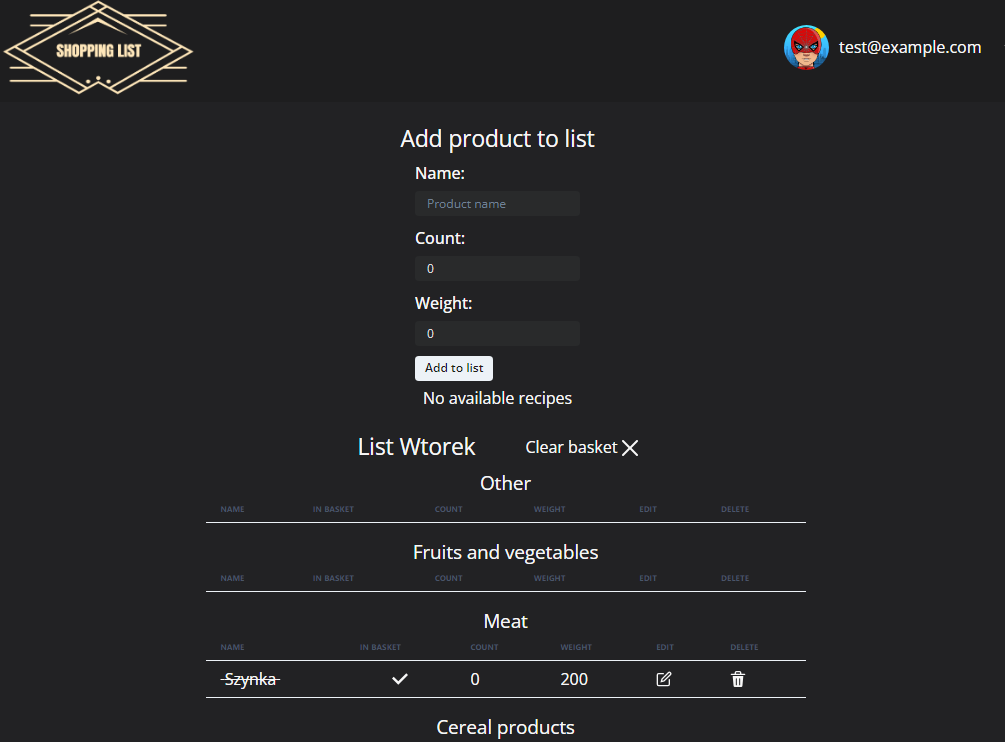 SHOPPING LIST
test@example.com
Add product to list
Name:
Product name
Count:
0
Weight:
0
Add to list
No available recipes
List Wtorek Clear basket
Other
NAME IN BASKET COUNT WEIGHT EDIT DELETE
Fruits and vegetables
NAME IN BASKET COUNT WEIGHT EDIT DELETE
Meat
NAME IN BASKET COUNT WEIGHT EDIT DELETE
Szynka 0 200
Cereal products